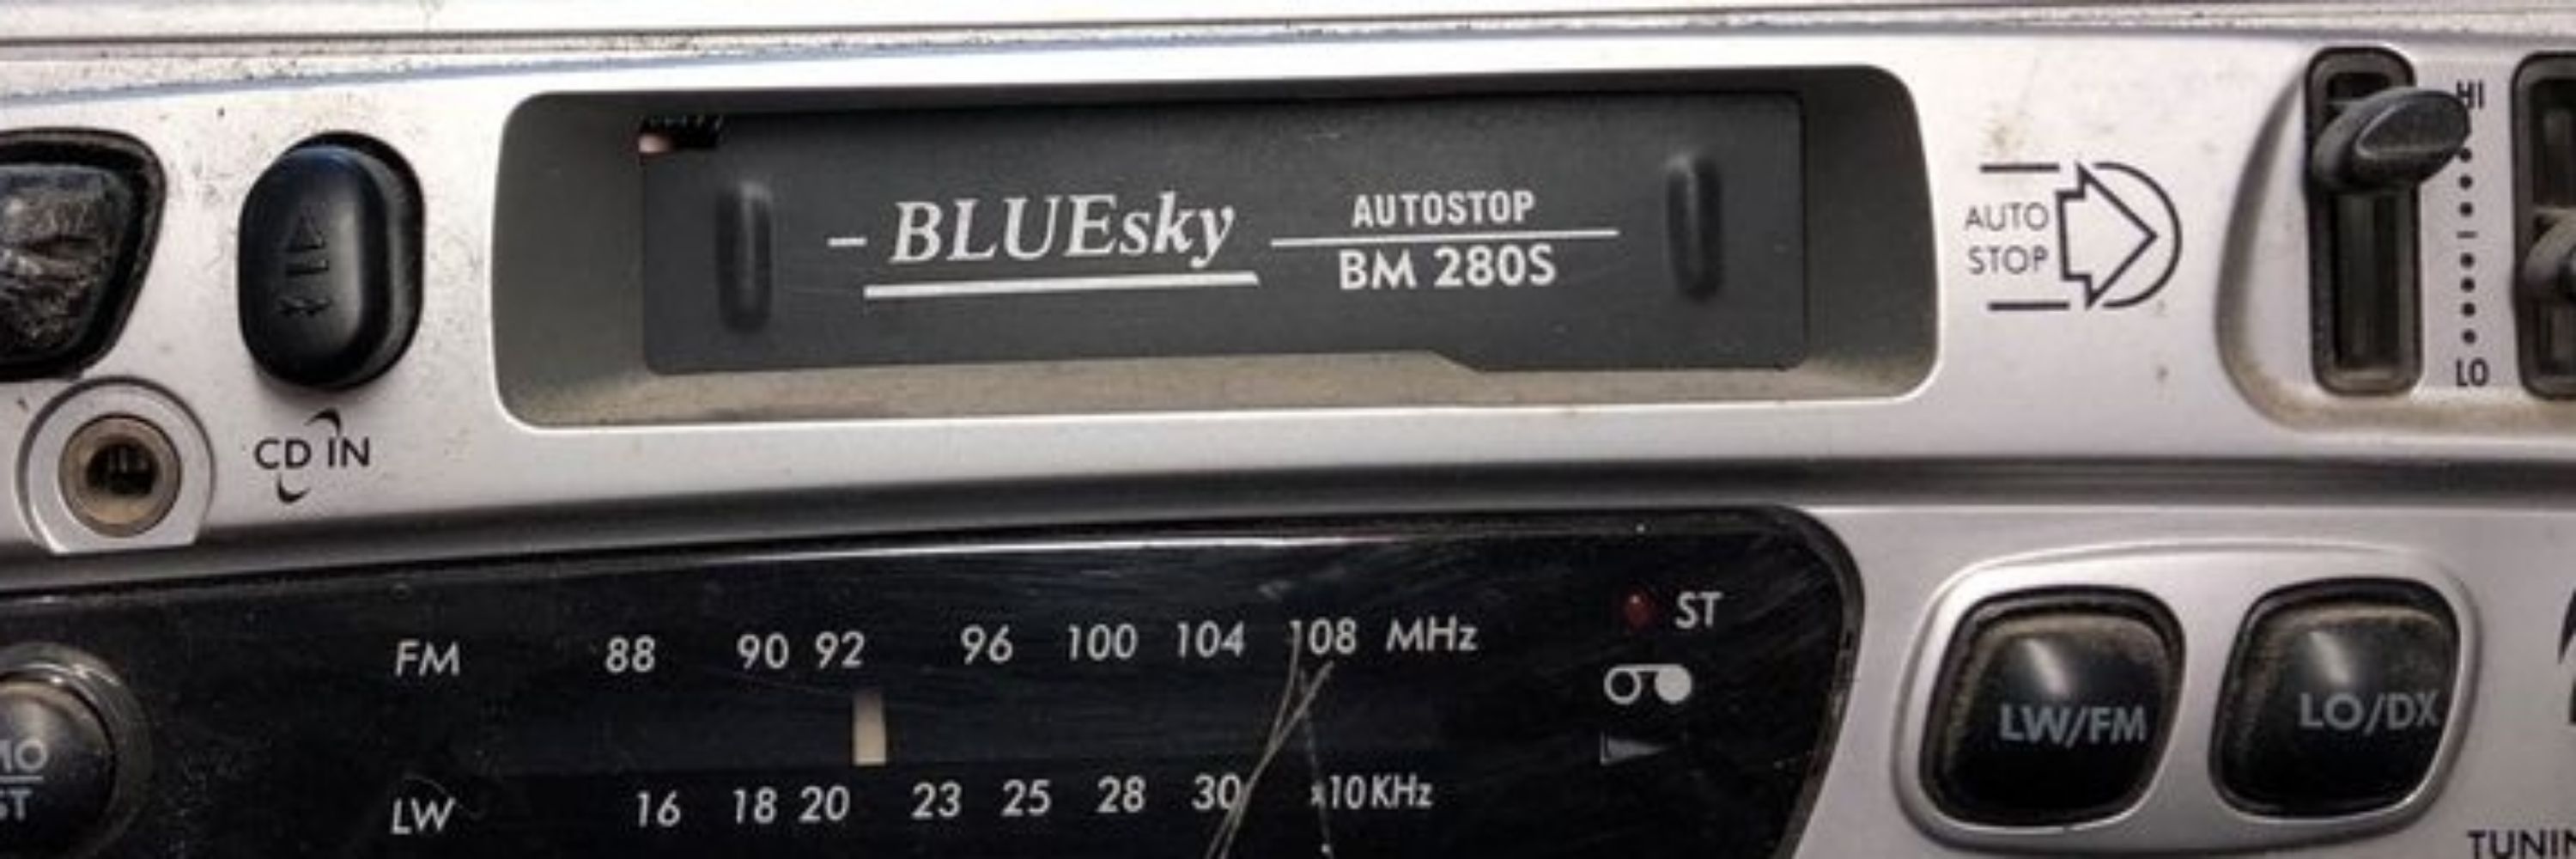 BLUEsky
AUTOSTOP
BM 280S
AUTO
STOP
HI
LO
CD IN
FM 88 90 92 96 100 104 108 MHz
ST
LW 16 18 20 23 25 28 30 x10KHz
LW/FM
LO/DX